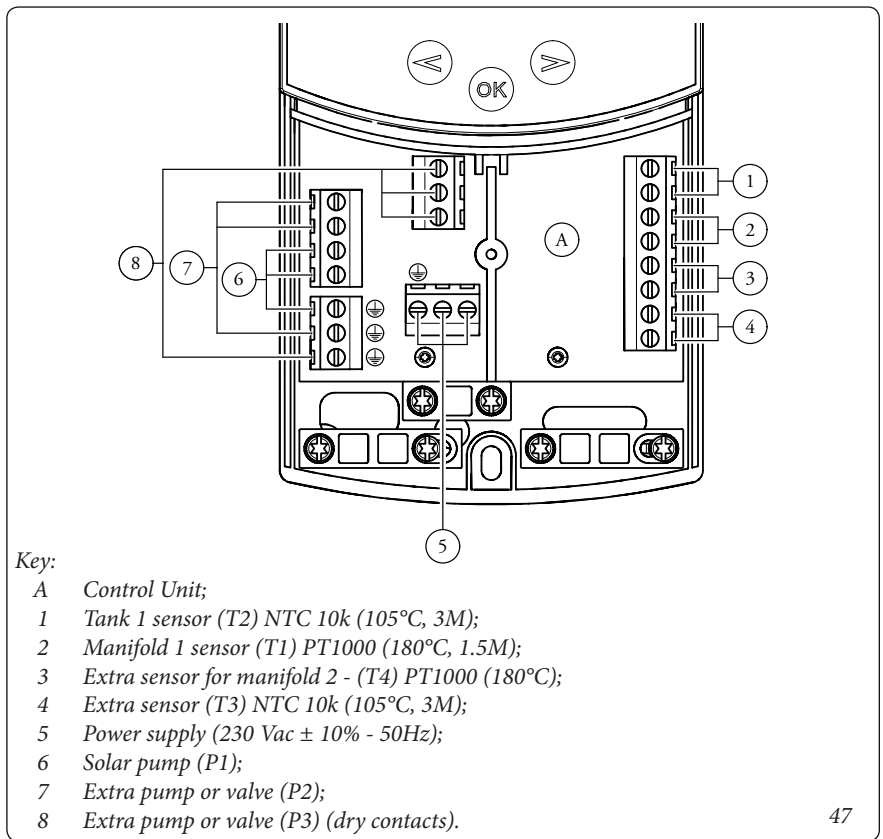 OK
A
1
2
3
4
8
7
6
5
Key:
A Control Unit;
1 Tank 1 sensor (T2) NTC 10k (105°C, 3M);
2 Manifold 1 sensor (T1) PT1000 (180°C, 1.5M);
3 Extra sensor for manifold 2 - (T4) PT1000 (180°C);
4 Extra sensor (T3) NTC 10k (105°C, 3M);
5 Power supply (230 Vac ± 10% - 50Hz);
6 Solar pump (P1);
7 Extra pump or valve (P2);
8 Extra pump or valve (P3) (dry contacts).
47